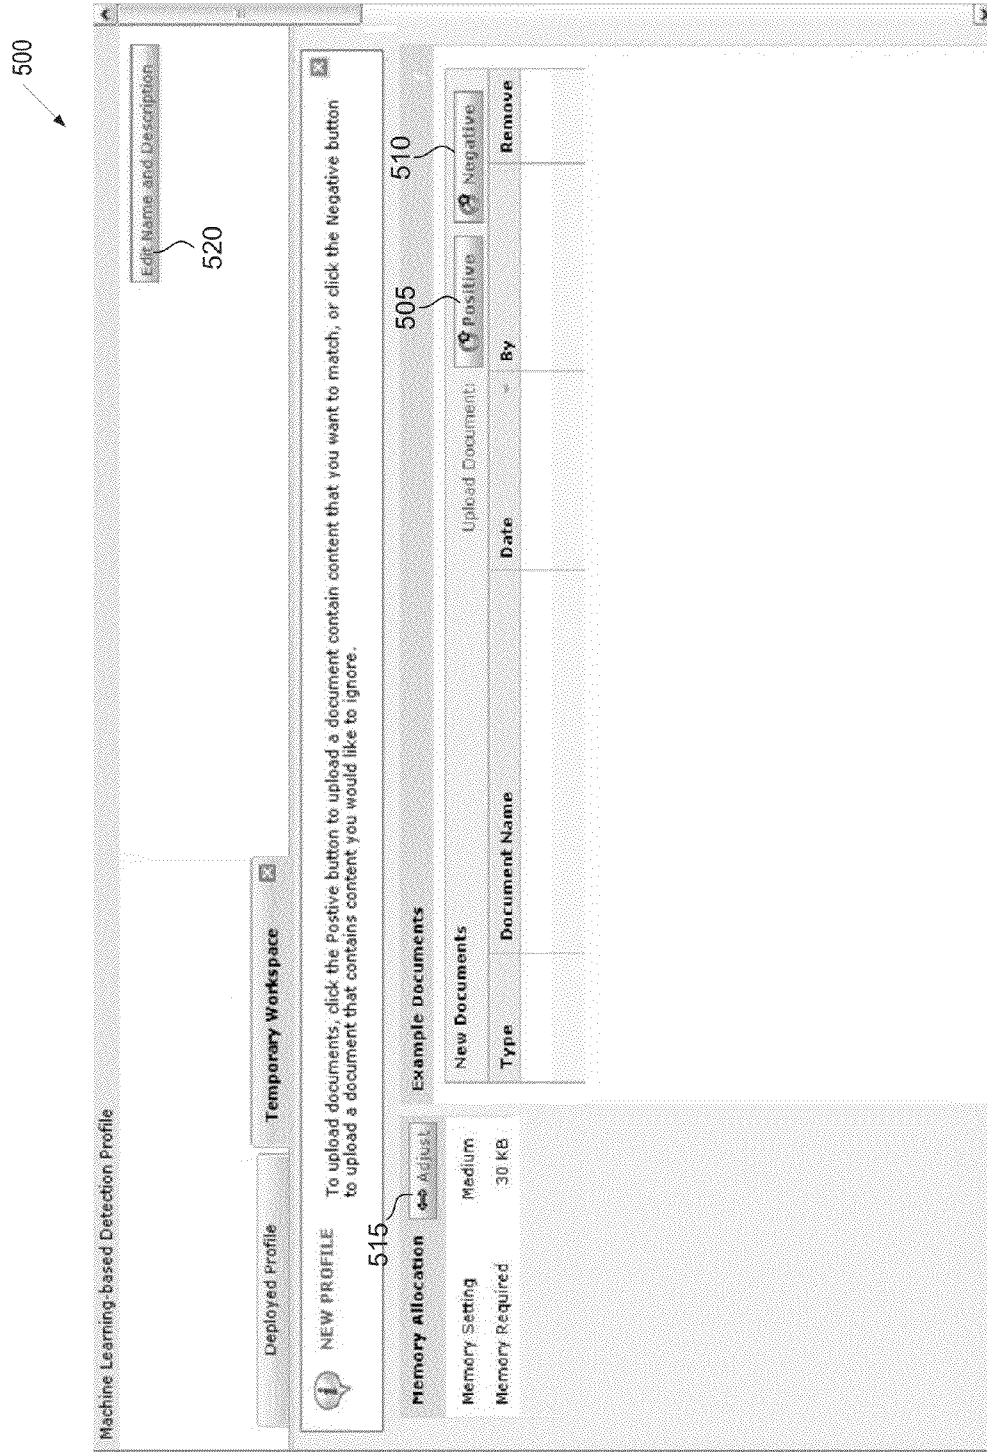 500
Machine Learning-based Detection Profile
Edit Name and Description
520
Deployed Profile
Temporary Workspace
NEW PROFILE
To upload documents, click the Postive button to upload a document contain content that you want to match, or click the Negative button
to upload a document that contains content you would like to ignore.
515
Memory Allocation
Adjust
Memory Setting
Medium
Memory Required
30 KB
Example Documents
505
510
New Documents
Upload Document:
Positive
Negative
Type
Document Name
Date
By
Remove